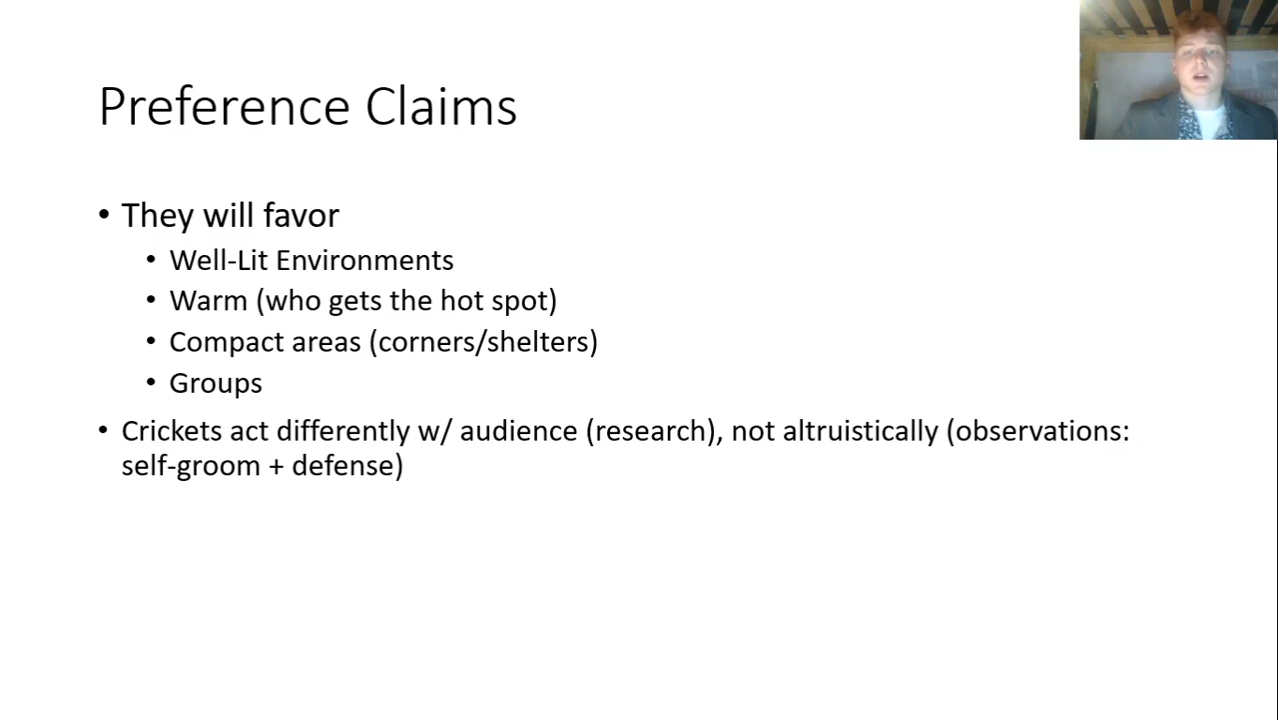 Preference Claims
• They will favor
• Well-Lit Environments
• Warm (who gets the hot spot)
• Compact areas (corners/shelters)
• Groups
• Crickets act differently w/ audience (research), not altruistically (observations:
self-groom + defense)